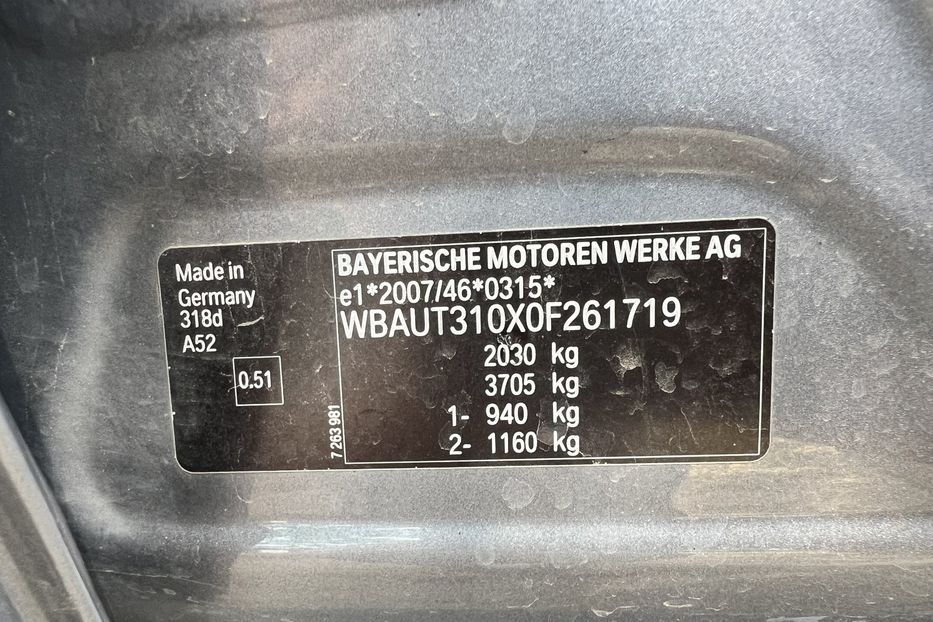 Made in
Germany
318d
A52
0.51
7 263 981
BAYERISCHE MOTOREN WERKE AG
e1*2007/46*0315*
WBAUT310X0F261719
2030 kg
3705 kg
1- 940 kg
2- 1160 kg